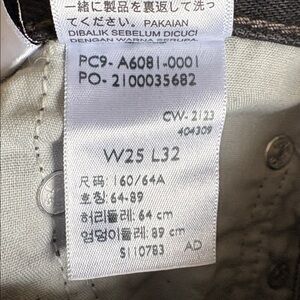 一緒に製品を裏返して洗っ
てください. PAKAIAN
DIBALIK SEBELUM DICUCI
DENGAN WARNA SERUPA.
PC9- A6081-0001
PO- 2100035682
CW-2123
404309
W25 L32
尺码: 160/64A
호칭: 64-89
허리둘레: 64 cm
엉덩이둘레: 89 cm
S110783 AD